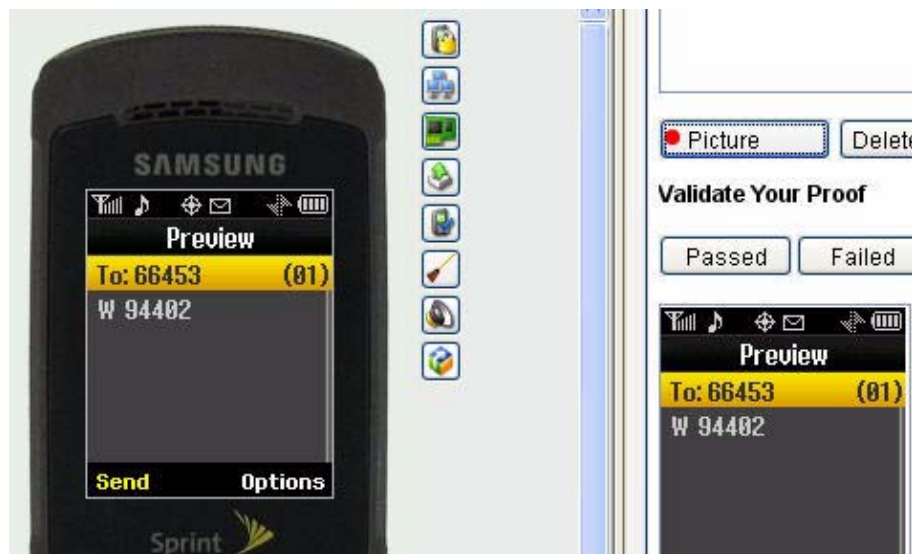 SAMSUNG
Preview
To: 66453 (01)
W 94402
Send Options
Sprint
Picture
Delete
Validate Your Proof
Passed Failed
Preview
To: 66453 (01)
W 94402